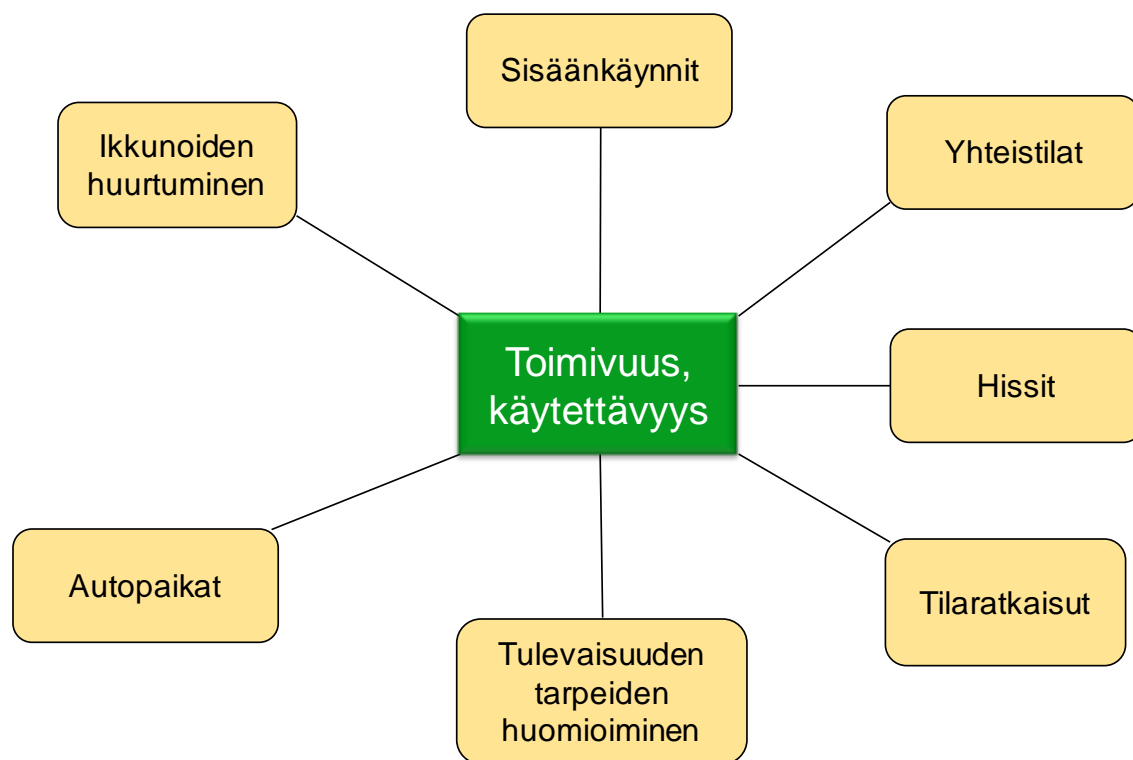 Sisäänkäynnit
Ikkunoiden
huurtuminen
Yhteistilat
Toimivuus,
käytettävyys
Hissit
Autopaikat
Tilaratkaisut
Tulevaisuuden
tarpeiden
huomioiminen